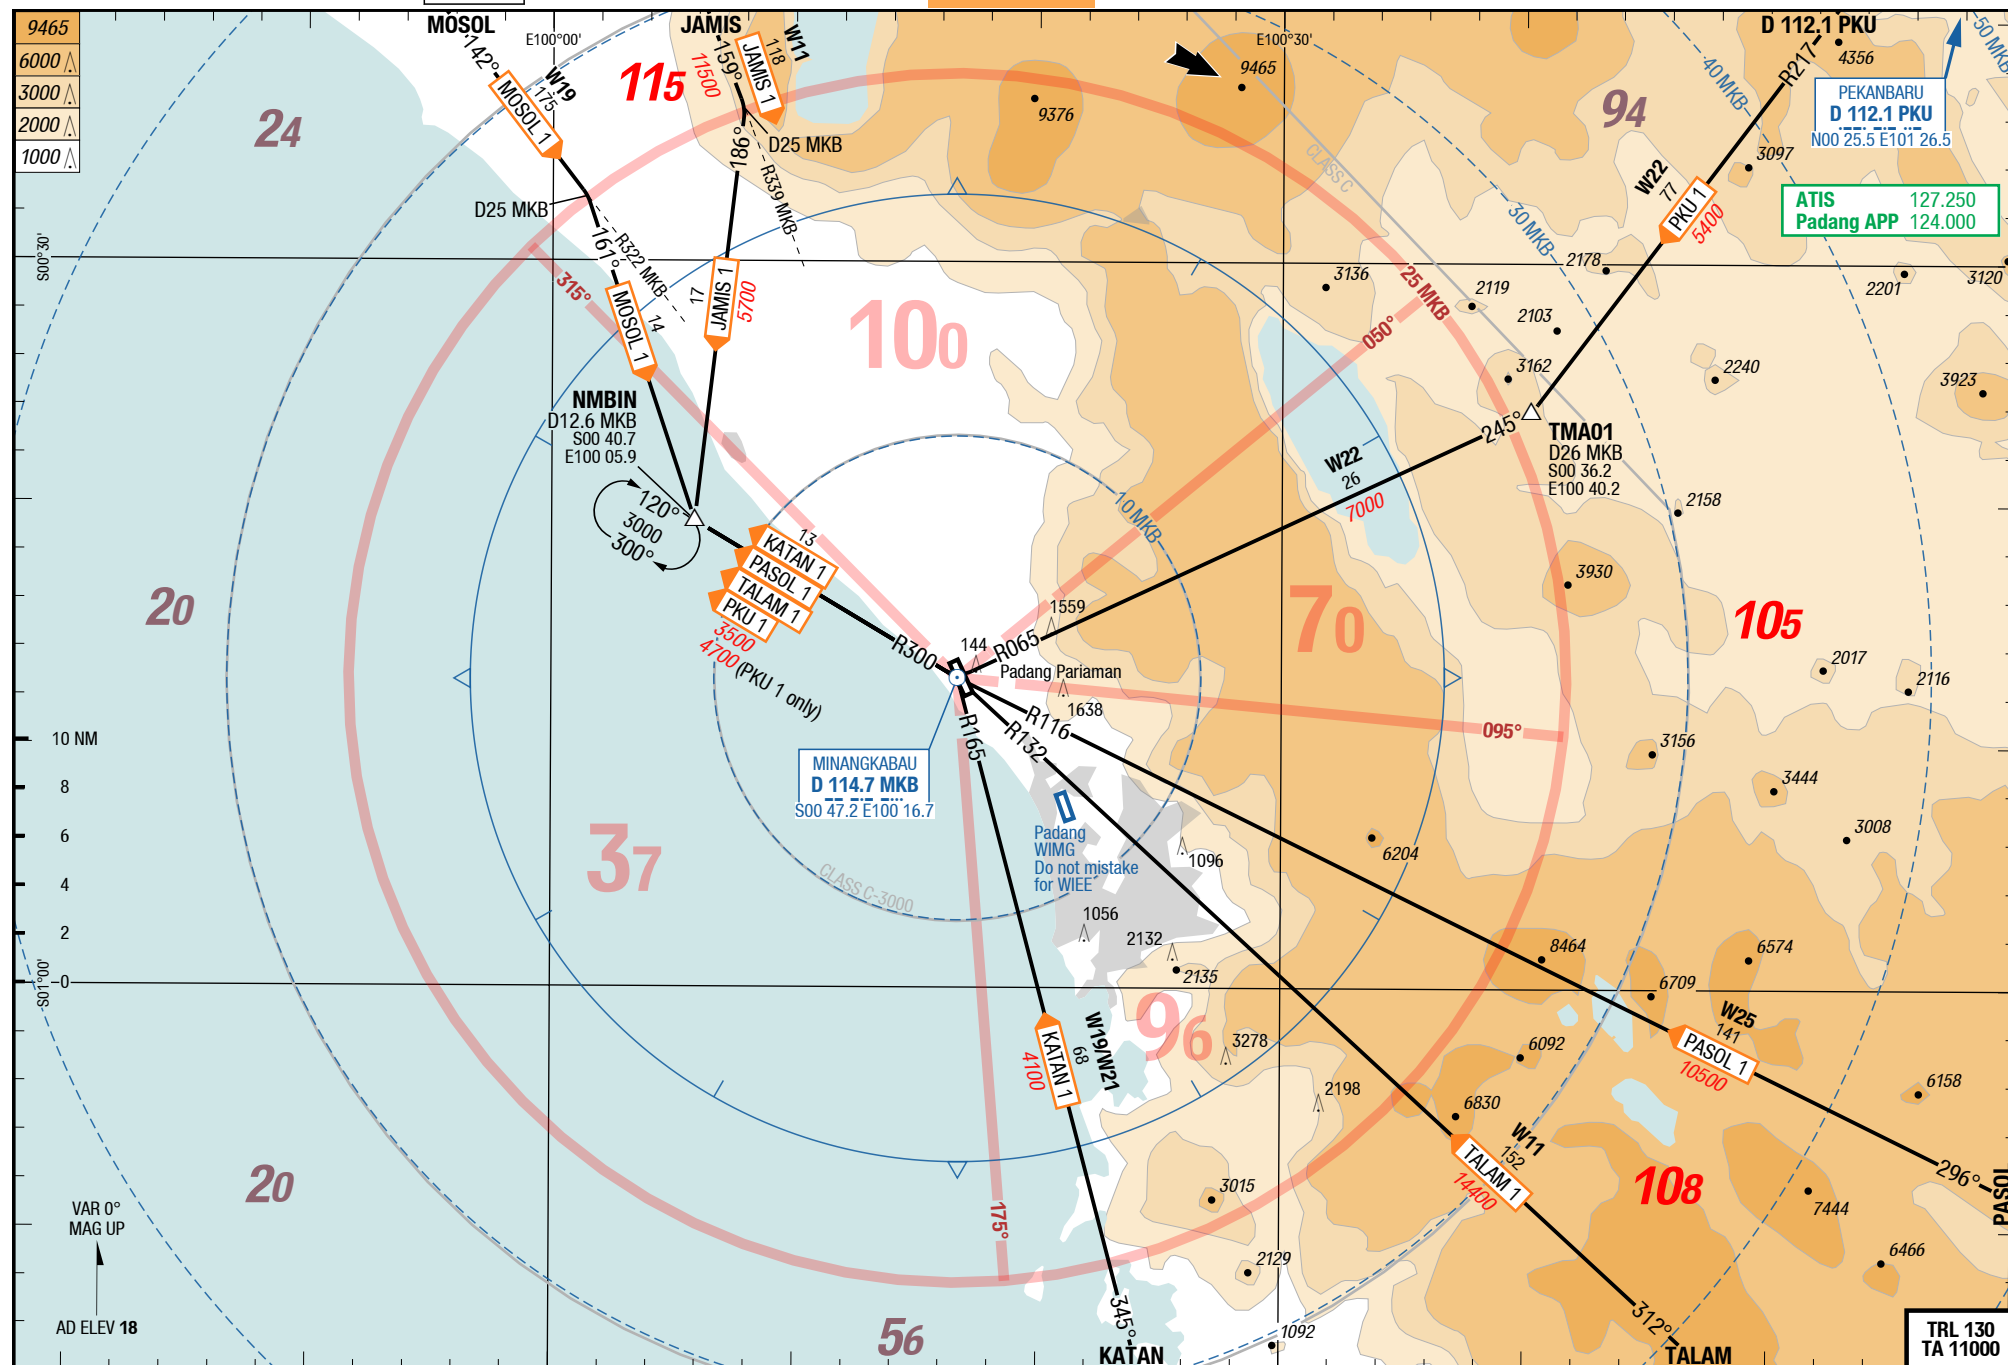 9465
6000
3000
2000
1000
MOSOL
142°
W19
175
MOSOL 1
E100°00'
JAMIS
159°
11500
JAMIS 1
118
W11
115
24
D25 MKB
186°
R339 MKB
D25 MKB
161°
R322 MKB
MOSOL 1
14
17
JAMIS 1
5700
315°
S00°30'
9376
9465
E100°30'
CLASS C
94
40 MKB
50 MKB
D 112.1 PKU
R217
4356
PEKANBARU
D 112.1 PKU
N00 25.5 E101 26.5
3097
W22
77
PKU 1
5400
ATIS 127.250
Padang APP 124.000
30 MKB
2178
2201
3120
3136
25 MKB
2119
2103
050°
100
3162
2240
3923
NMBIN
D12.6 MKB
S00 40.7
E100 05.9
120°
3000
300°
245°
TMA01
D26 MKB
S00 36.2
E100 40.2
W22
26
7000
2158
10 MKB
13
KATAN 1
PASOL 1
TALAM 1
PKU 1
3500
4700 (PKU 1 only)
20
3930
1559
70
105
R300
144
R065
Padang Pariaman
1638
2017
2116
R116
R132
R165
095°
3156
10 NM
8
6
4
2
0
MINANGKABAU
D 114.7 MKB
S00 47.2 E100 16.7
3444
3008
Padang
WIMG
Do not mistake
for WIEE
1096
6204
37
CLASS C-3000
1056
2132
2135
8464
6574
6709
S01°00'
96
W19/W21
68
KATAN 1
4100
3278
6092
W25
141
PASOL 1
10500
2198
6158
6830
W11
152
TALAM 1
14400
108
3015
7444
296°
PASOL
20
175°
VAR 0°
MAG UP
6466
2129
AD ELEV 18
56
345°
KATAN
1092
312°
TALAM
TRL 130
TA 11000